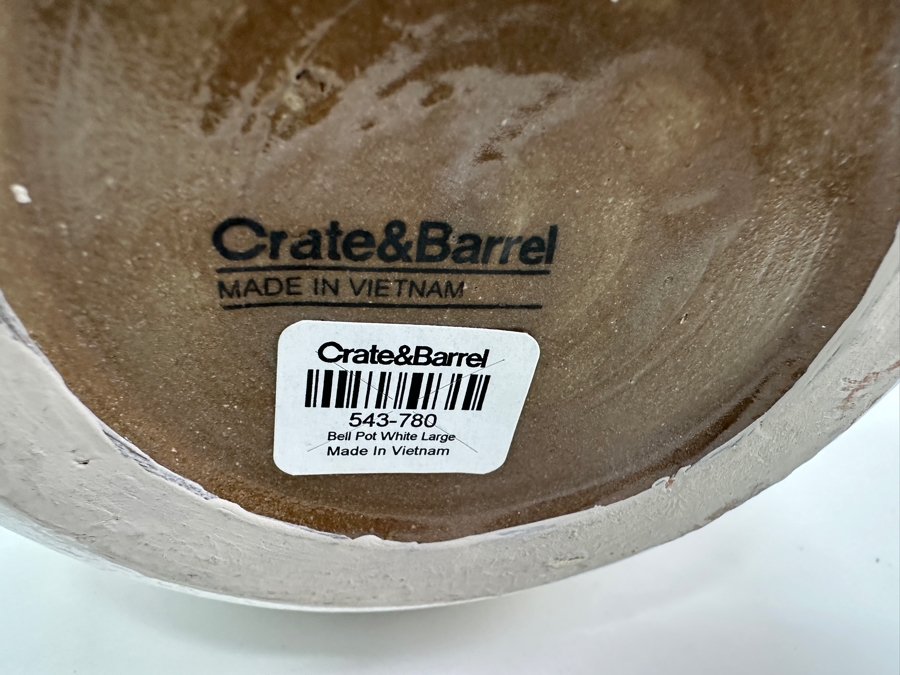 Crate&Barrel
MADE IN VIETNAM
Crate&Barrel
543-780
Bell Pot White Large
Made In Vietnam